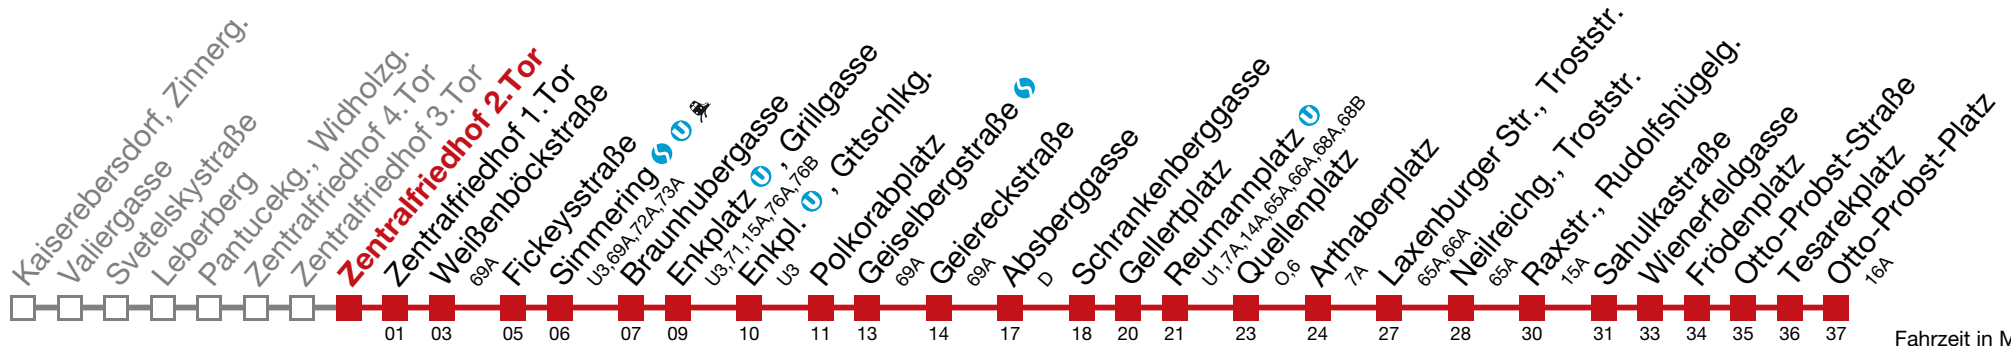 Kaiserebersdorf, Zinnerg.
Valiergasse
Svetelskystraße
Leberberg
Pantucekg., Widholzg.
Zentralfriedhof 4.Tor
Zentralfriedhof 3.Tor
Zentralfriedhof 2.Tor
Zentralfriedhof 1.Tor
Weißenböckstraße
69A
Fickeysstraße
Simmering
U3,69A,72A,73A
Braunhubergasse
Enkplatz U, Grillgasse
U3,71,15A,76A,76B
Enkpl. U, Gttschlkg.
U3
Polkorabplatz
Geiselbergstraße
69A
Geiereckstraße
69A
Absberggasse
D
Schrankenberggasse
Gellertplatz
Reumannplatz U
U1,7A,14A,65A,66A,68A,68B
Quellenplatz
O,6
Arthaberplatz
7A
Laxenburger Str., Troststr.
65A,66A
Neilreichg., Troststr.
65A
Raxstr., Rudolfshügelg.
15A
Sahulkastraße
Wienerfeldgasse
Frödenplatz
Otto-Probst-Straße
Tesarekplatz
Otto-Probst-Platz
16A
01 03 05 06 07 09 10 11 13 14 17 18 20 21 23 24 27 28 30 31 33 34 35 36 37
Fahrzeit in M